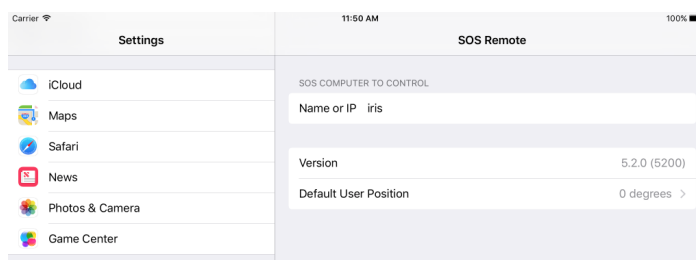 Carrier 11:50 AM 100%
Settings
SOS Remote
iCloud
Maps
Safari
News
Photos & Camera
Game Center
SOS COMPUTER TO CONTROL
Name or IP iris
Version 5.2.0 (5200)
Default User Position 0 degrees